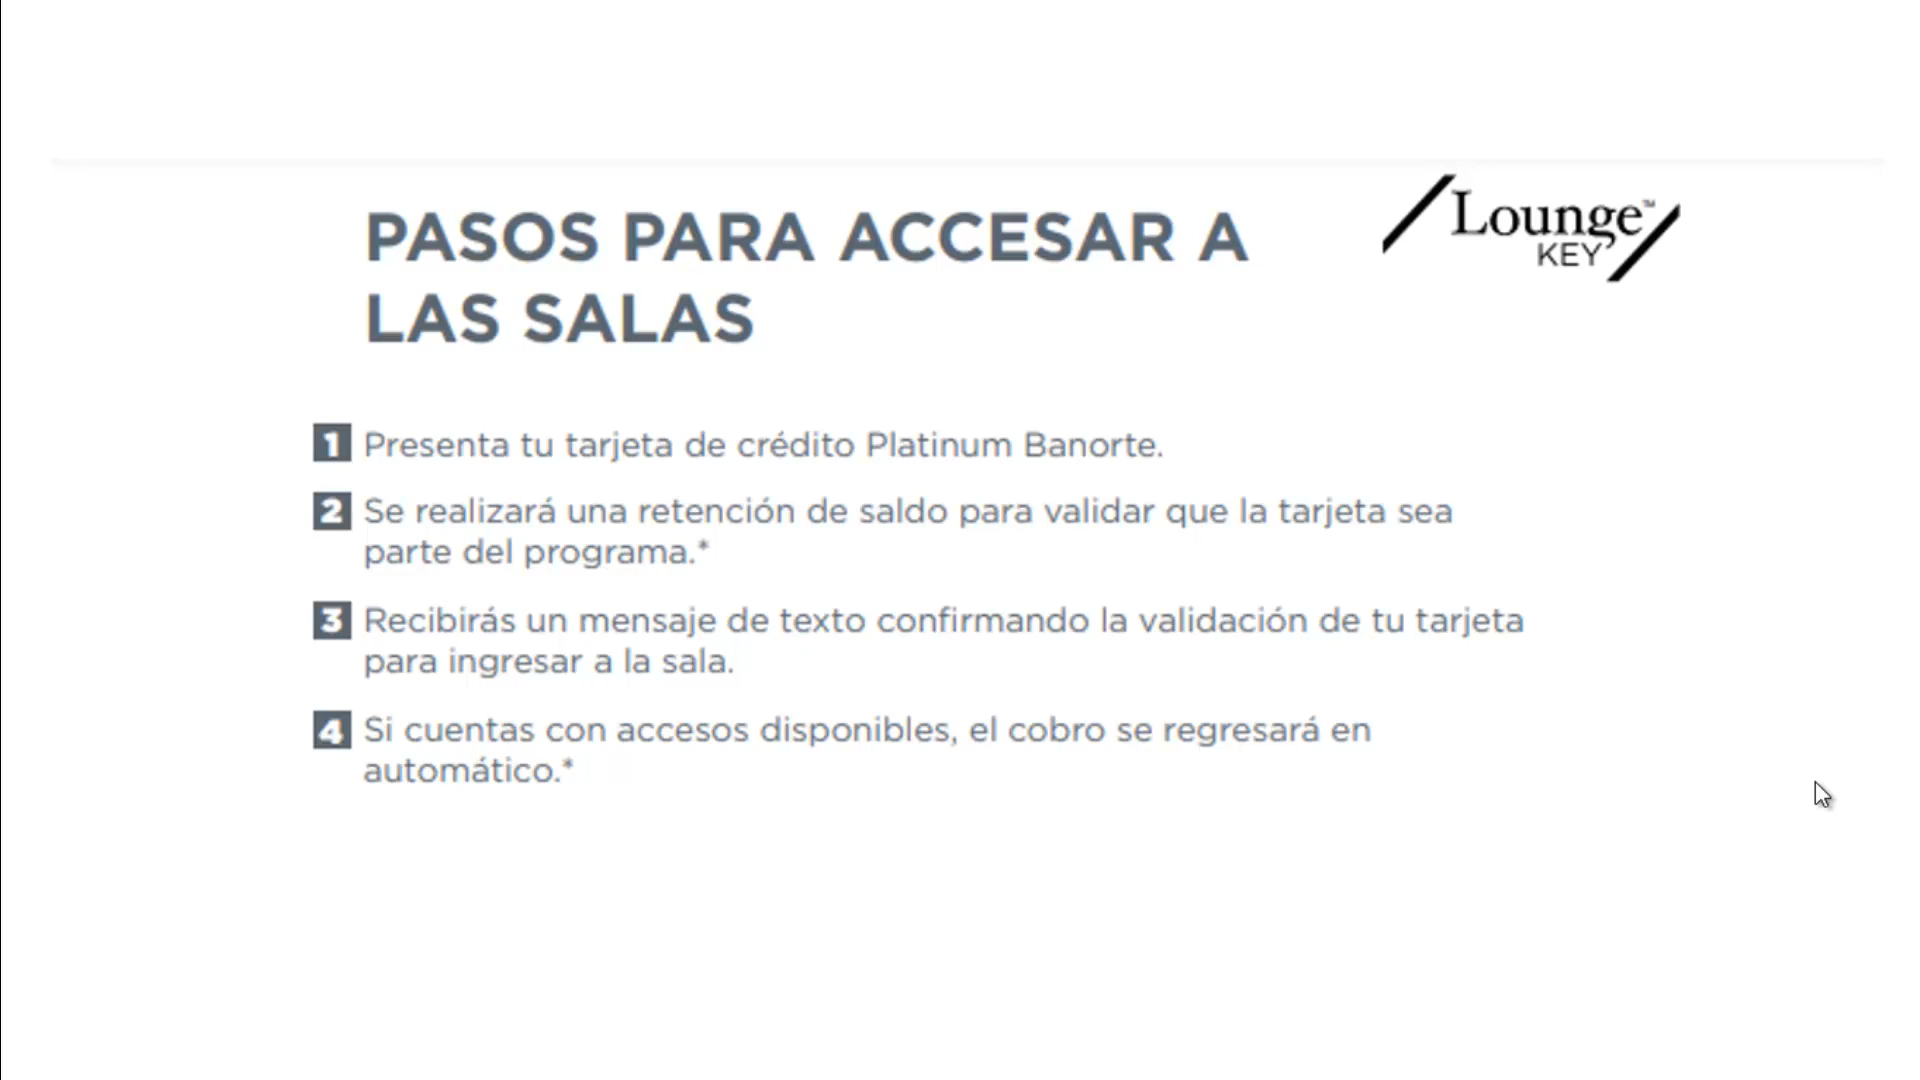 PASOS PARA ACCESAR A
LAS SALAS
Lounge™
KEY
1 Presenta tu tarjeta de crédito Platinum Banorte.
2 Se realizará una retención de saldo para validar que la tarjeta sea
parte del programa.*
3 Recibirás un mensaje de texto confirmando la validación de tu tarjeta
para ingresar a la sala.
4 Si cuentas con accesos disponibles, el cobro se regresará en
automático.*